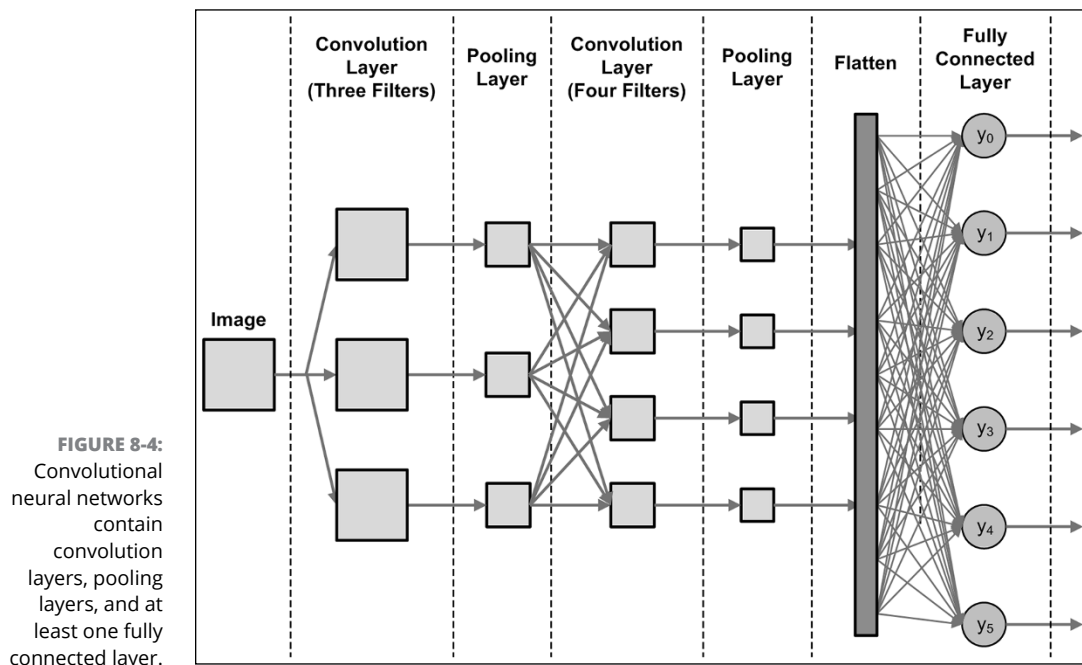 Convolution
Layer
(Three Filters)
Pooling
Layer
Convolution
Layer
(Four Filters)
Pooling
Layer
Flatten
Fully
Connected
Layer
Image
y0
y1
y2
y3
y4
y5
FIGURE 8-4:
Convolutional
neural networks
contain
convolution
layers, pooling
layers, and at
least one fully
connected layer.